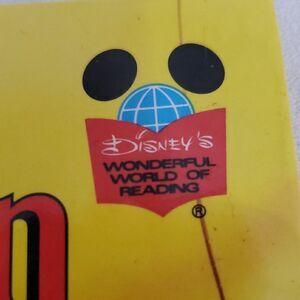 DISNEY'S
WONDERFUL
WORLD OF
READING
®
p